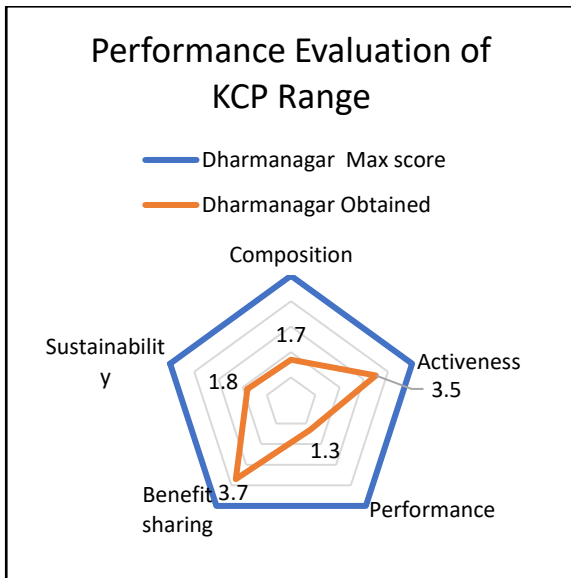 Performance Evaluation of
KCP Range
Dharmanagar Max score
Dharmanagar Obtained
Composition
1.7
Sustainabilit
y
1.8
Activeness
3.5
1.3
Benefit
sharing
3.7
Performance